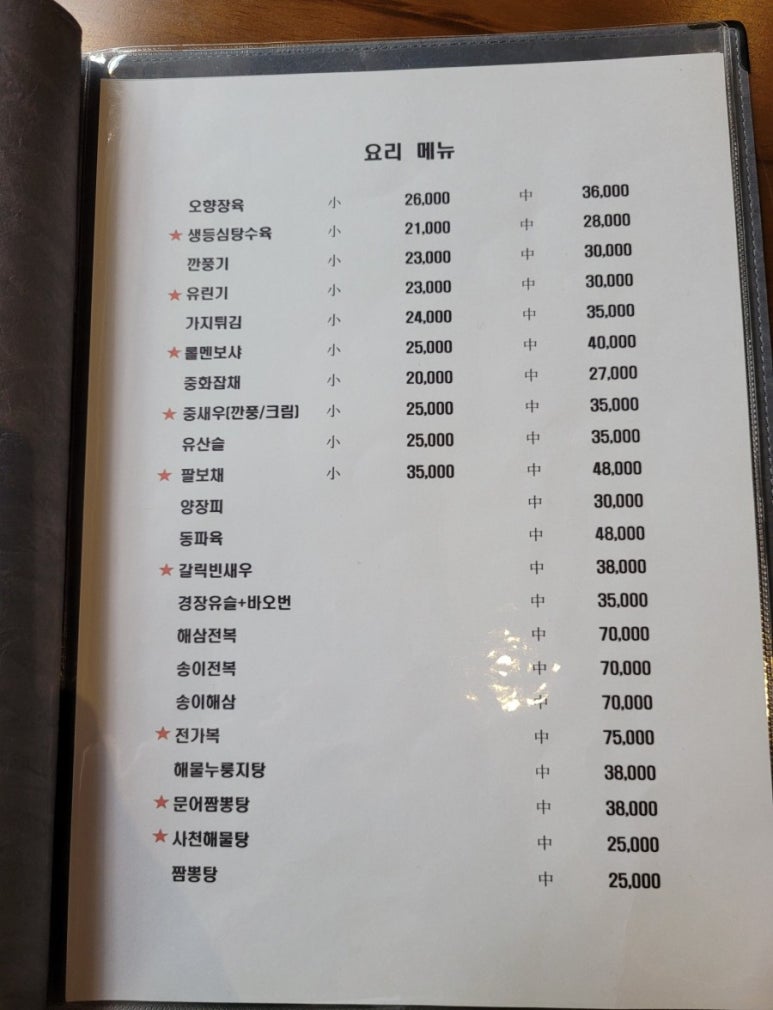 요리 메뉴
오향장육 小 26,000 中 36,000
★ 생등심탕수육 小 21,000 中 28,000
깐풍기 小 23,000 中 30,000
★ 유린기 小 23,000 中 30,000
가지튀김 小 24,000 中 35,000
★ 롤멘보샤 小 25,000 中 40,000
중화잡채 小 20,000 中 27,000
★ 중새우(깐풍/크림) 小 25,000 中 35,000
유산슬 小 25,000 中 35,000
★ 팔보채 小 35,000 中 48,000
양장피 中 30,000
동파육 中 48,000
★ 갈릭빈새우 中 38,000
경장유슬+바오번 中 35,000
해삼전복 中 70,000
송이전복 中 70,000
송이해삼 中 70,000
★ 전가복 中 75,000
해물누룽지탕 中 38,000
★ 문어짬뽕탕 中 38,000
★ 사천해물탕 中 25,000
짬뽕탕 中 25,000